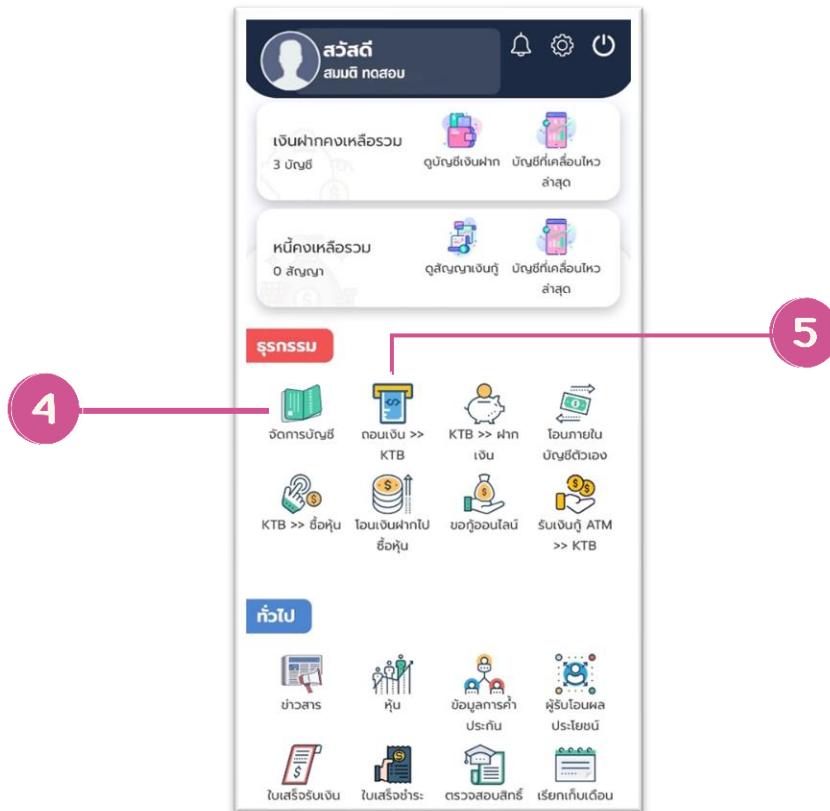 สวัสดี
สมมติ ทดสอบ
เงินฝากคงเหลือรวม
3 บัญชี
ดูบัญชีเงินฝาก
บัญชีที่เคลื่อนไหว
ล่าสุด
หนี้คงเหลือรวม
0 สัญญา
ดูสัญญาเงินกู้
บัญชีที่เคลื่อนไหว
ล่าสุด
ธุรกรรม
5
4
จัดการบัญชี
ถอนเงิน >>
KTB
KTB >> ฝาก
เงิน
โอนภายใน
บัญชีตัวเอง
KTB >> ซื้อหุ้น
โอนเงินฝากไป
ซื้อหุ้น
ขอกู้ออนไลน์
รับเงินกู้ ATM
>> KTB
ทั่วไป
ข่าวสาร
หุ้น
ข้อมูลการค้ำ
ประกัน
ผู้รับโอนผล
ประโยชน์
ใบเสร็จรับเงิน
ใบเสร็จชำระ
ตรวจสอบสิทธิ์
เรียกเก็บเดือน